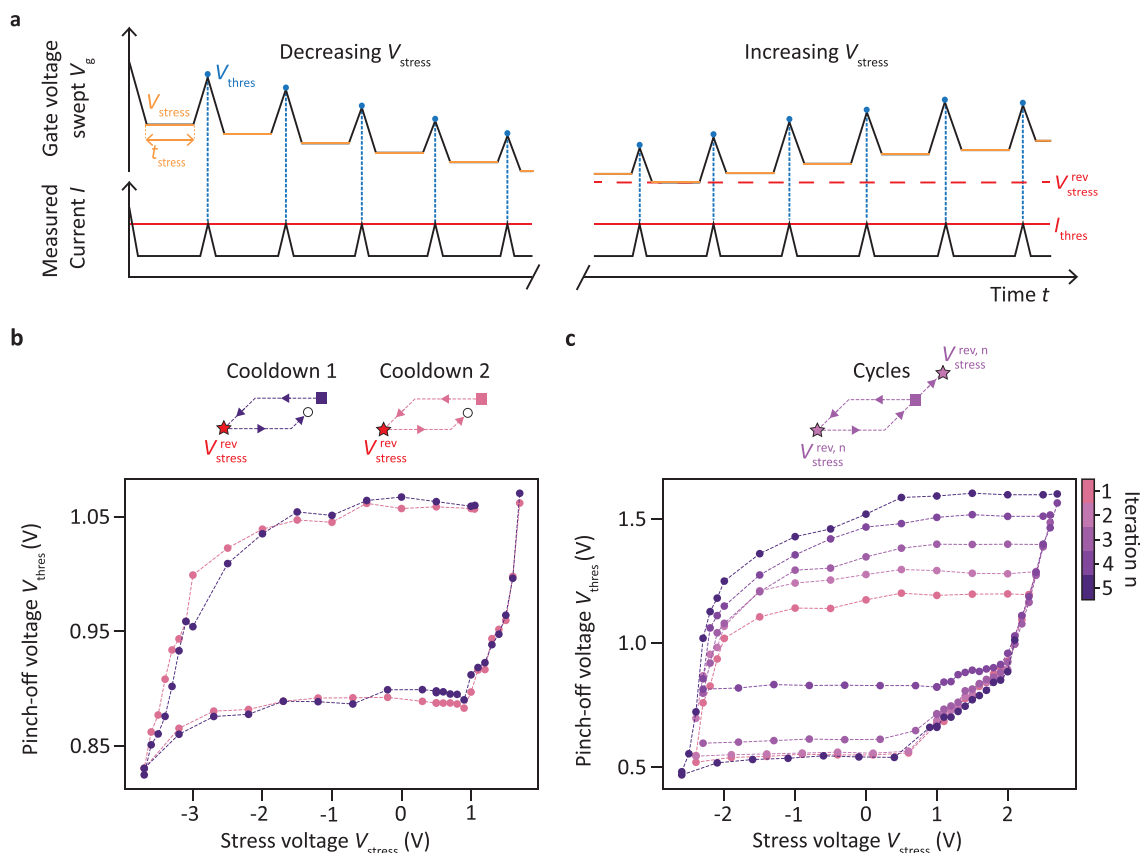 a
Gate voltage
swept V_g
Decreasing V_stress
Increasing V_stress
V_thres
V_stress
t_stress
V^rev_stress
Measured
Current I
I_thres
Time t
b
Cooldown 1
Cooldown 2
V^rev_stress
V^rev_stress
Pinch-off voltage V_thres (V)
1.05
0.95
0.85
-3
-2
-1
0
1
Stress voltage V_stress (V)
c
V^rev, n_stress
Cycles
V^rev, n_stress
Pinch-off voltage V_thres (V)
1.5
1.0
0.5
-2
-1
0
1
2
Stress voltage V_stress (V)
1
2
3
4
5
Iteration n